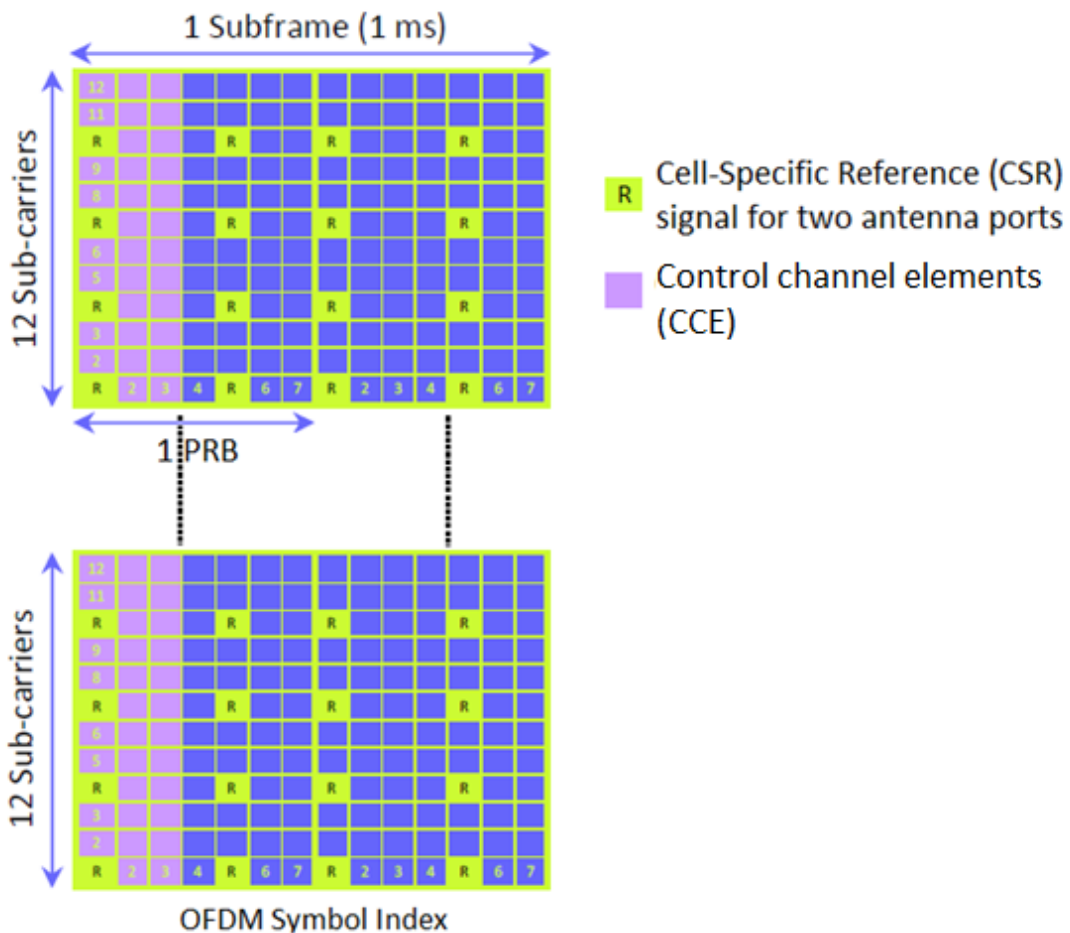 1 Subframe (1 ms)
12 Sub-carriers
12
11
R R R R
9
8
R R R R
6
5
R R R R
3
2
R 2 3 4 R 6 7 R 2 3 4 R 6 7
1 PRB
R Cell-Specific Reference (CSR)
signal for two antenna ports
Control channel elements
(CCE)
12 Sub-carriers
12
11
R R R R
9
8
R R R R
6
5
R R R R
3
2
R 2 3 4 R 6 7 R 2 3 4 R 6 7
OFDM Symbol Index